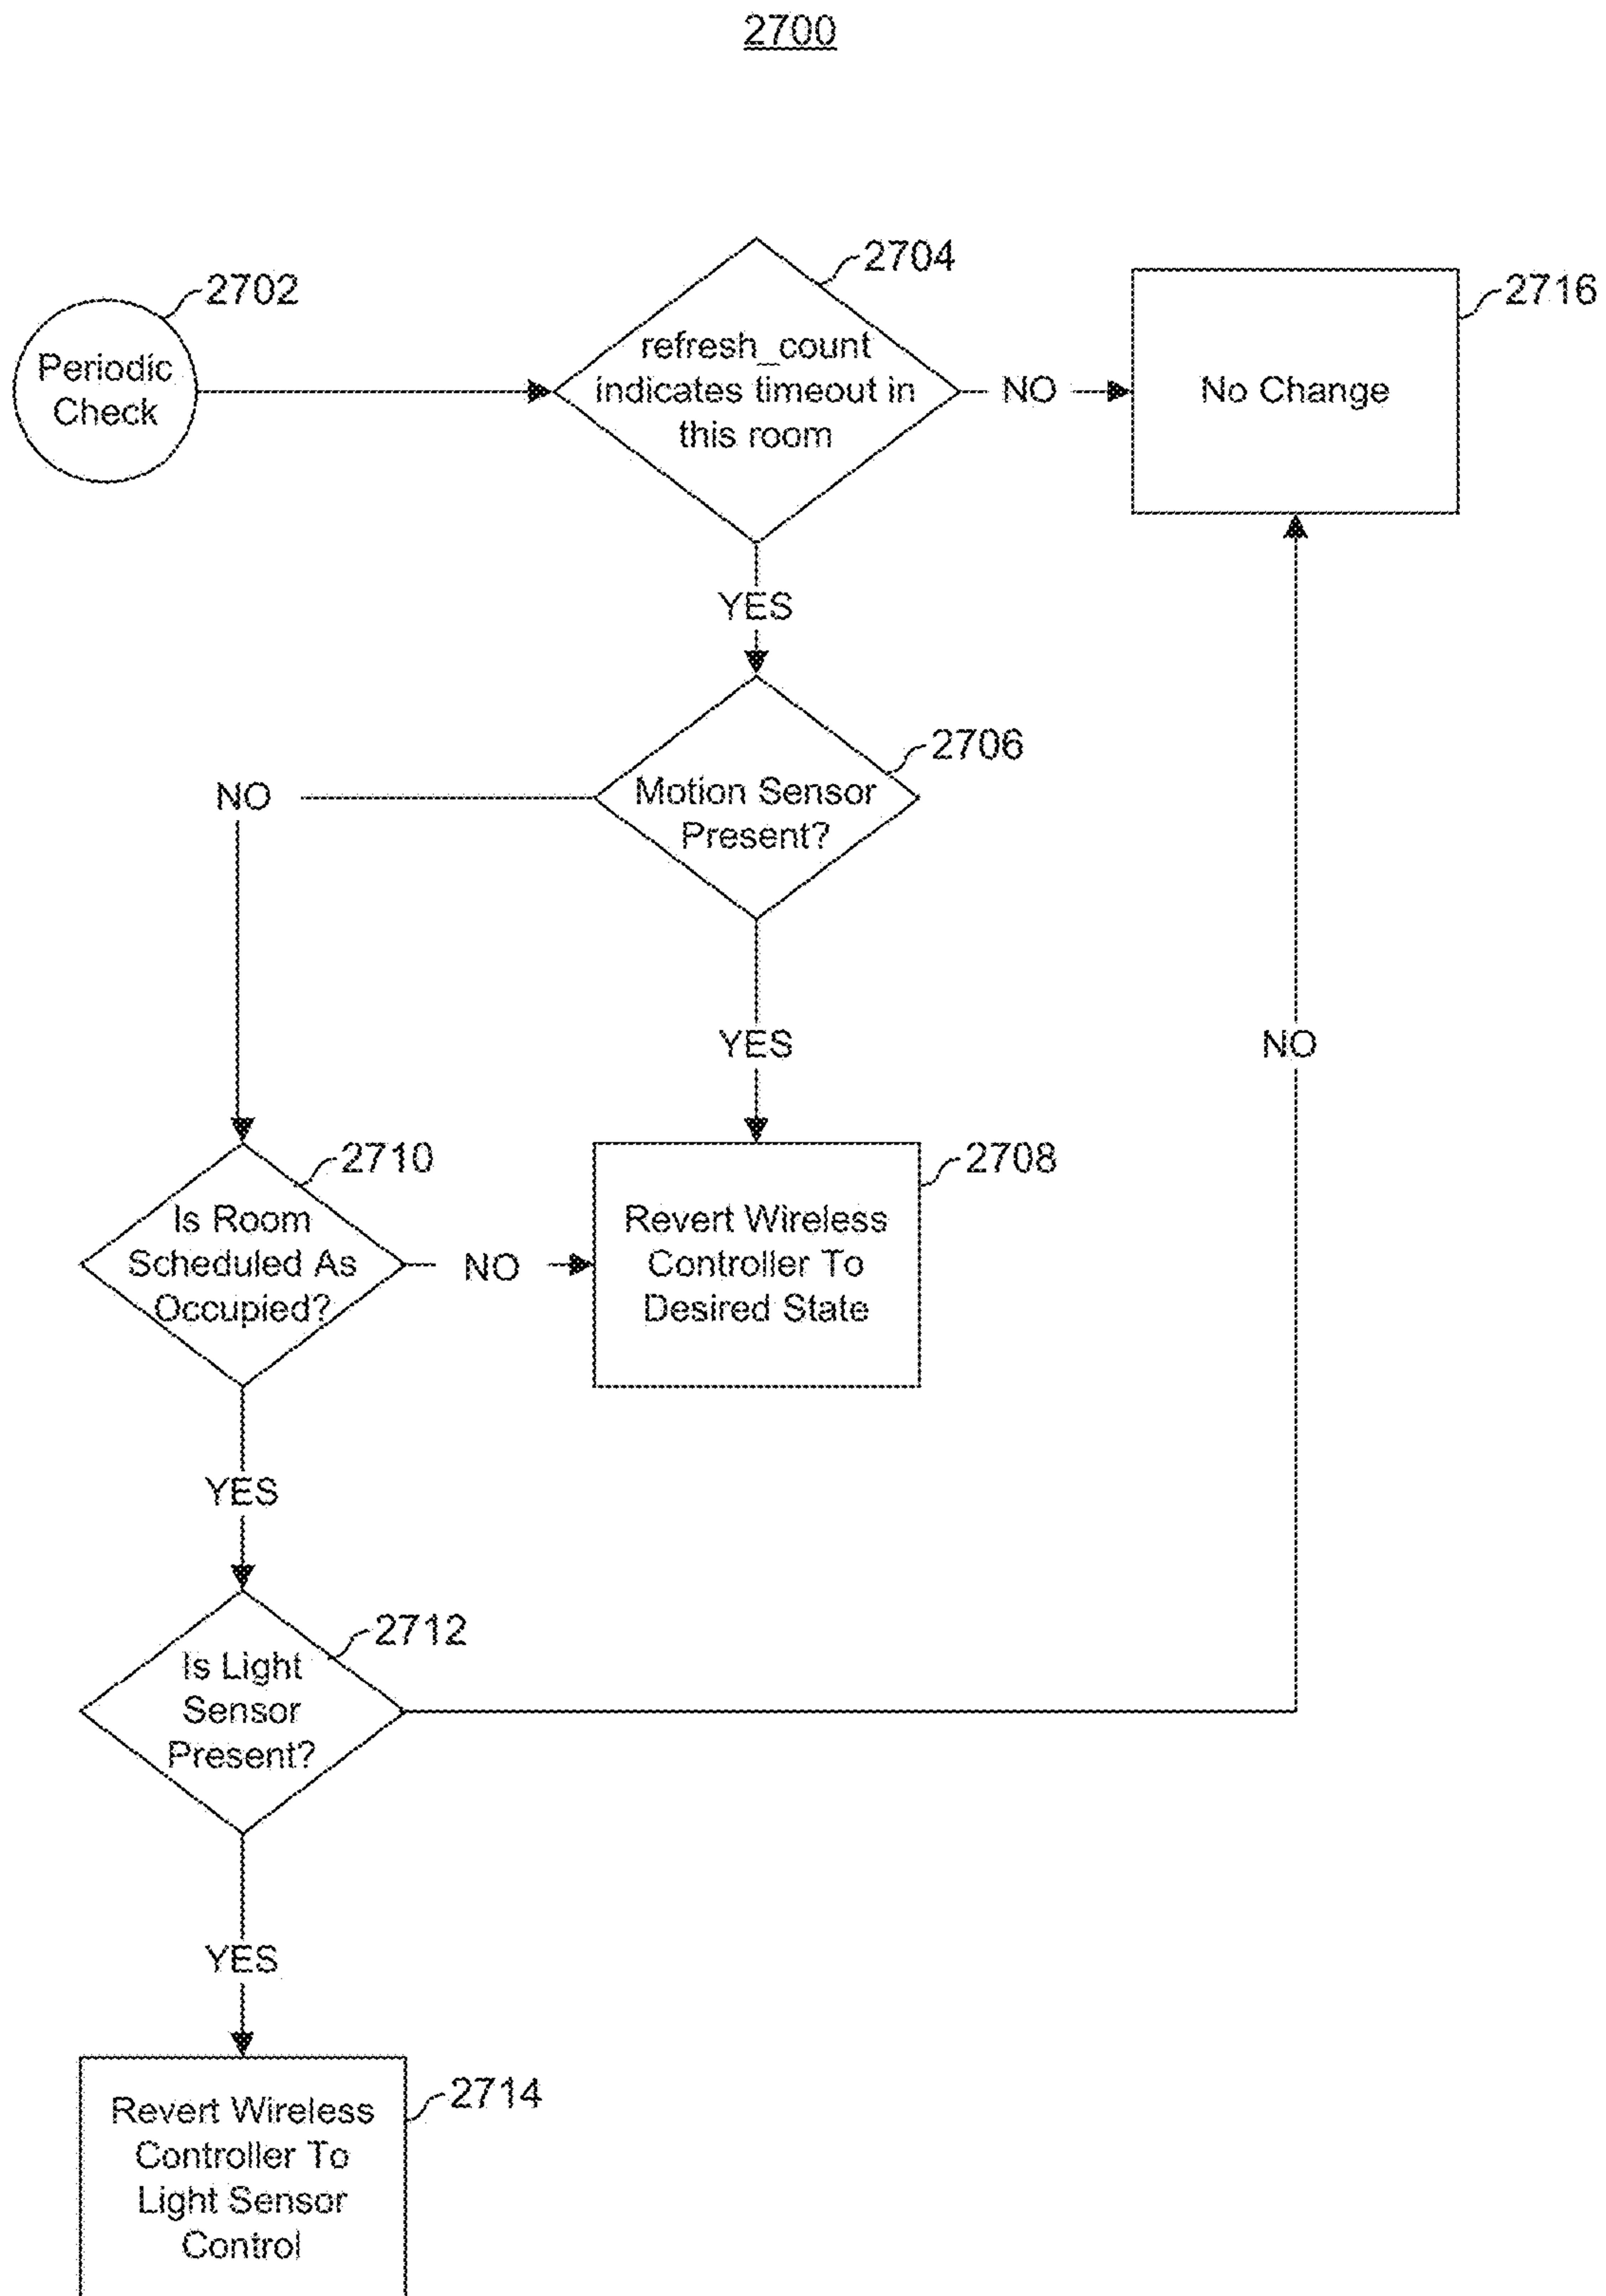 2700
2702
Periodic
Check
2704
refresh_count
indicates timeout in
this room
NO
2716
No Change
YES
2706
Motion Sensor
Present?
NO
YES
NO
2710
Is Room
Scheduled As
Occupied?
NO
2708
Revert Wireless
Controller To
Desired State
YES
2712
Is Light
Sensor
Present?
YES
2714
Revert Wireless
Controller To
Light Sensor
Control